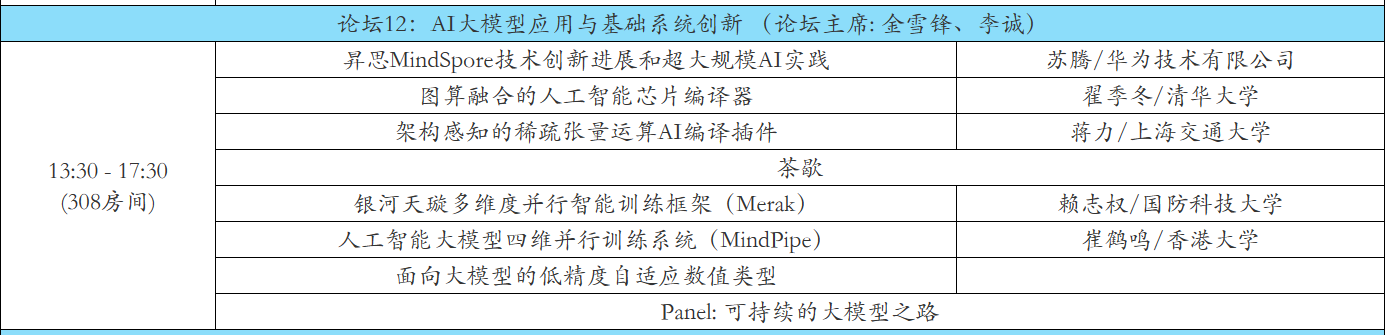 论坛12：AI大模型应用与基础系统创新 （论坛主席: 金雪锋、李诚）
13:30 - 17:30
(308房间)
昇思MindSpore技术创新进展和超大规模AI实践 苏腾/华为技术有限公司
图算融合的人工智能芯片编译器 翟季冬/清华大学
架构感知的稀疏张量运算AI编译插件 蒋力/上海交通大学
茶歇
银河天璇多维度并行智能训练框架（Merak） 赖志权/国防科技大学
人工智能大模型四维并行训练系统（MindPipe） 崔鹤鸣/香港大学
面向大模型的低精度自适应数值类型
Panel: 可持续的大模型之路